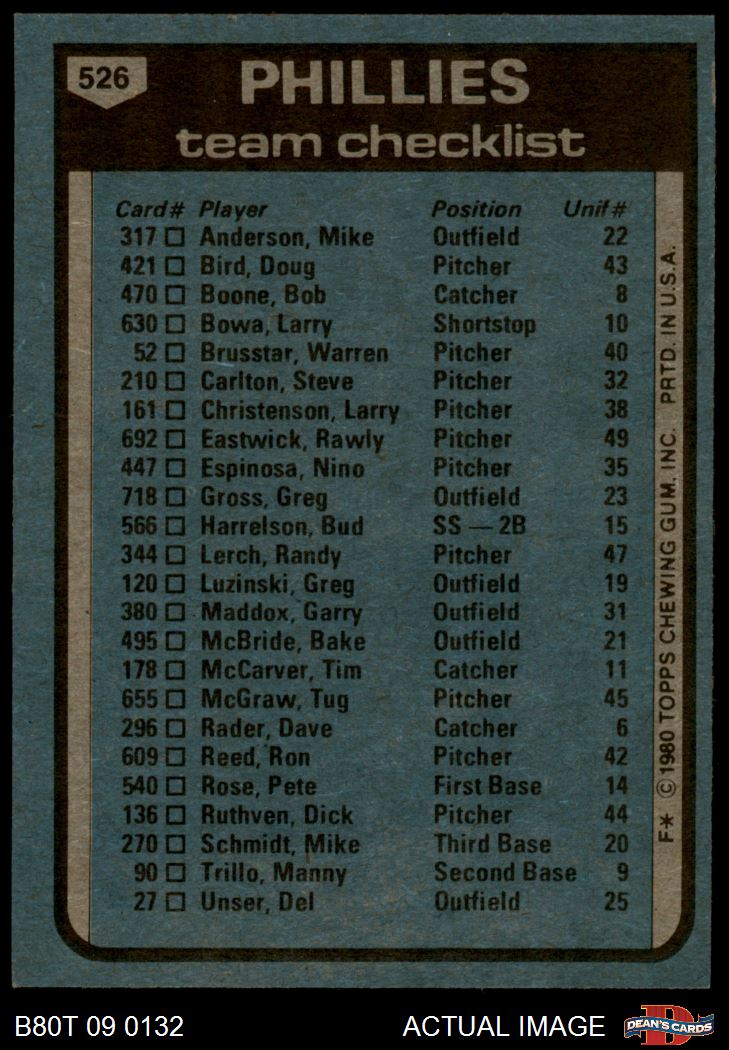 526
PHILLIES
team checklist
Card# Player Position Unif#
317 Anderson, Mike Outfield 22
421 Bird, Doug Pitcher 43
470 Boone, Bob Catcher 8
630 Bowa, Larry Shortstop 10
52 Brusstar, Warren Pitcher 40
210 Carlton, Steve Pitcher 32
161 Christenson, Larry Pitcher 38
692 Eastwick, Rawly Pitcher 49
447 Espinosa, Nino Pitcher 35
718 Gross, Greg Outfield 23
566 Harrelson, Bud SS — 2B 15
344 Lerch, Randy Pitcher 47
120 Luzinski, Greg Outfield 19
380 Maddox, Garry Outfield 31
495 McBride, Bake Outfield 21
178 McCarver, Tim Catcher 11
655 McGraw, Tug Pitcher 45
296 Rader, Dave Catcher 6
609 Reed, Ron Pitcher 42
540 Rose, Pete First Base 14
136 Ruthven, Dick Pitcher 44
270 Schmidt, Mike Third Base 20
90 Trillo, Manny Second Base 9
27 Unser, Del Outfield 25
F* © 1980 TOPPS CHEWING GUM, INC. PRTD. IN U.S.A.
B80T 09 0132 ACTUAL IMAGE
DEAN'S CARDS